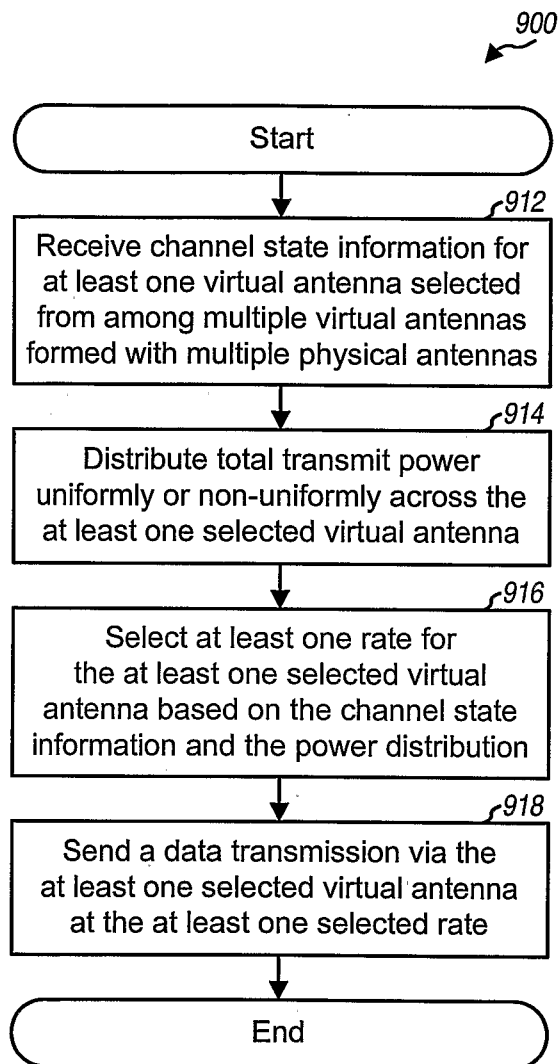 900
Start
912
Receive channel state information for
at least one virtual antenna selected
from among multiple virtual antennas
formed with multiple physical antennas
914
Distribute total transmit power
uniformly or non-uniformly across the
at least one selected virtual antenna
916
Select at least one rate for
the at least one selected virtual
antenna based on the channel state
information and the power distribution
918
Send a data transmission via the
at least one selected virtual antenna
at the at least one selected rate
End